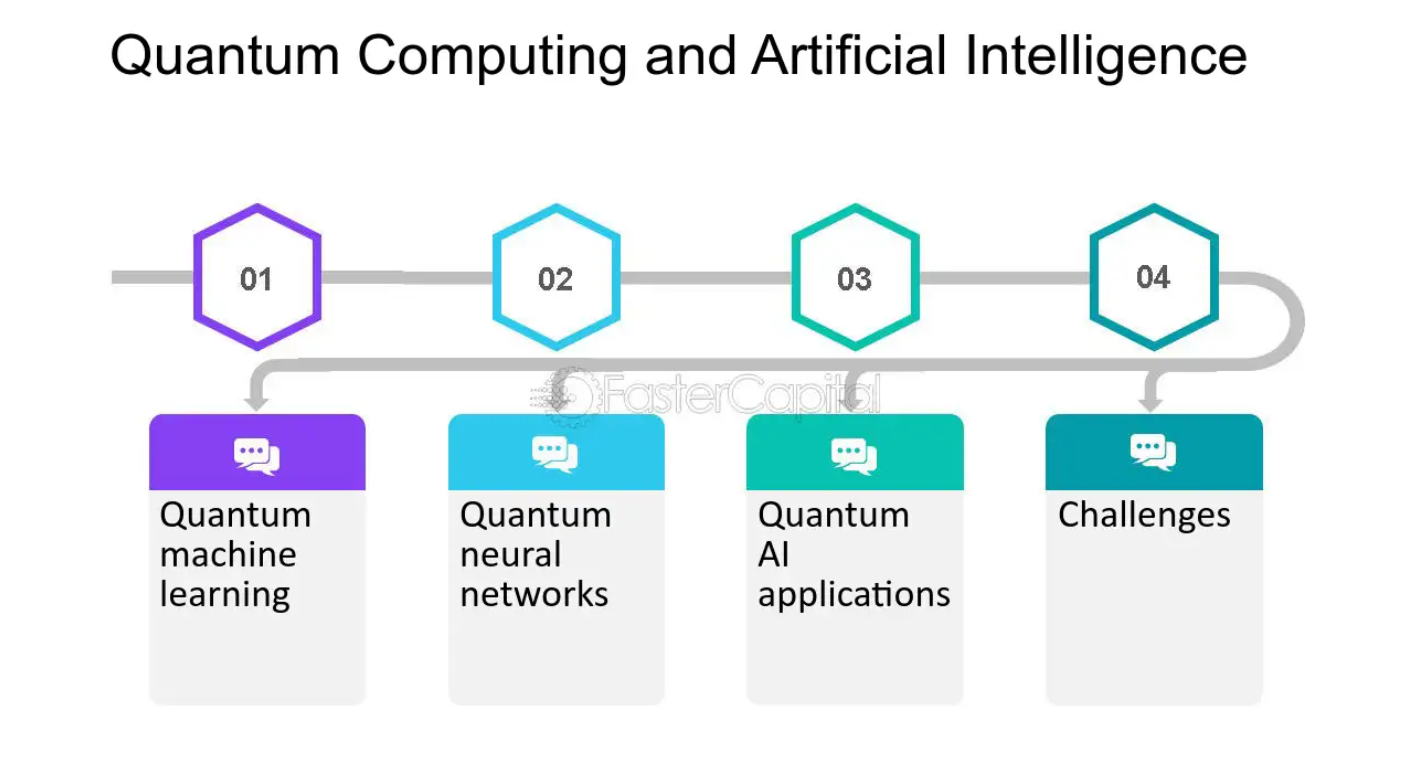 Quantum Computing and Artificial Intelligence
01
02
03
04
FasterCapital
Quantum
machine
learning
Quantum
neural
networks
Quantum
AI
applications
Challenges